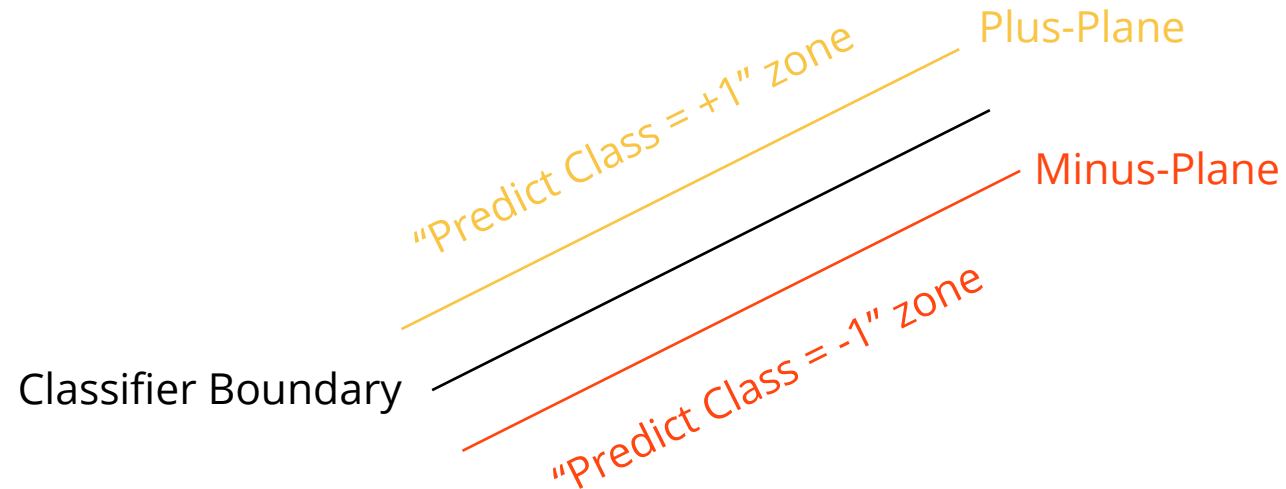 Plus-Plane
“Predict Class = +1” zone
Minus-Plane
Classifier Boundary
“Predict Class = -1” zone